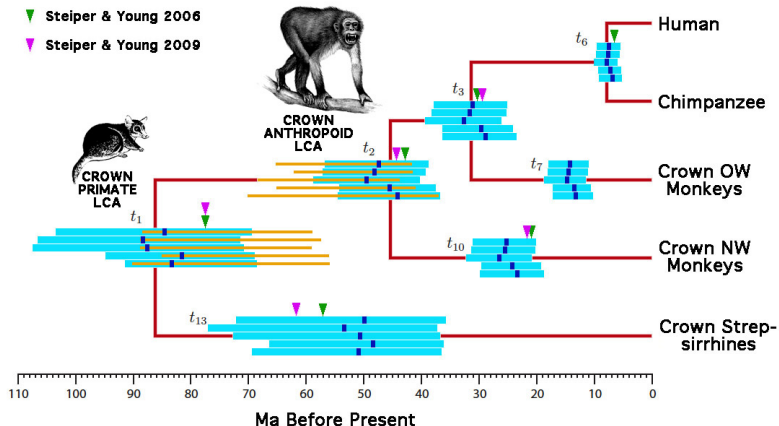 Steiper & Young 2006
Steiper & Young 2009
CROWN
ANTHROPOID
LCA
CROWN
PRIMATE
LCA
t6
Human
Chimpanzee
t3
t2
t7
Crown OW
Monkeys
t1
t10
Crown NW
Monkeys
t13
Crown Strep-
sirrhines
110 100 90 80 70 60 50 40 30 20 10 0
Ma Before Present